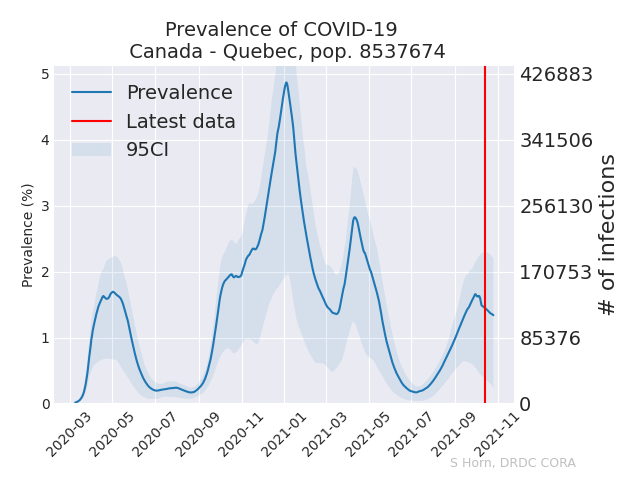 Prevalence of COVID-19
Canada - Quebec, pop. 8537674
Prevalence
Latest data
95CI
Prevalence (%)
5
4
3
2
1
0
426883
341506
256130
170753
85376
0
# of infections
2020-03
2020-05
2020-07
2020-09
2020-11
2021-01
2021-03
2021-05
2021-07
2021-09
2021-11
S Horn, DRDC CORA